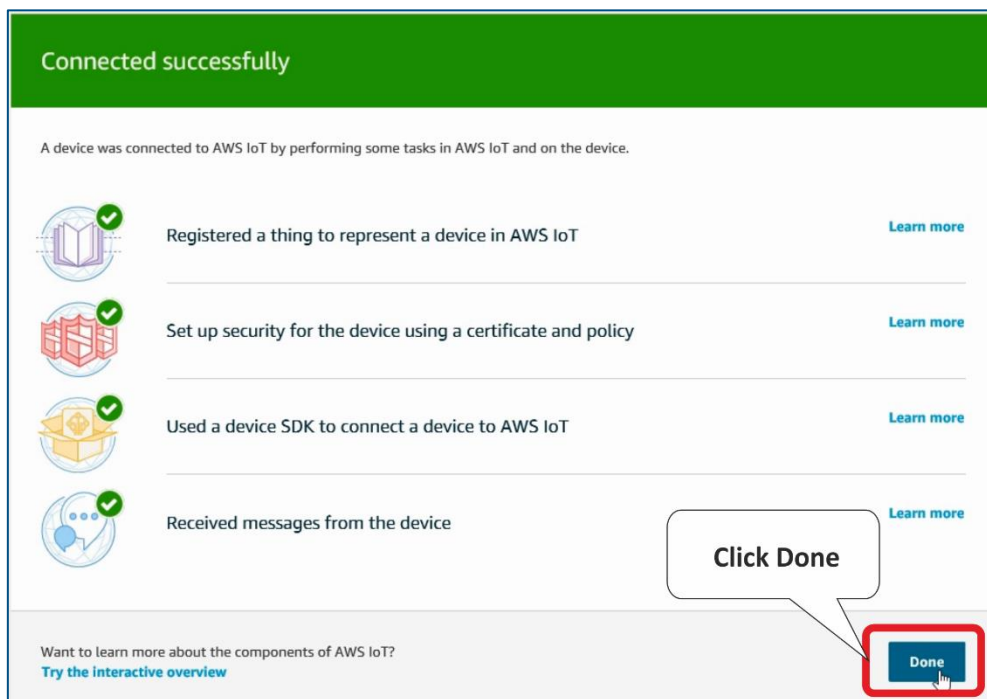 Connected successfully
A device was connected to AWS IoT by performing some tasks in AWS IoT and on the device.
Registered a thing to represent a device in AWS IoT
Learn more
Set up security for the device using a certificate and policy
Learn more
Used a device SDK to connect a device to AWS IoT
Learn more
Received messages from the device
Learn more
Click Done
Want to learn more about the components of AWS IoT?
Try the interactive overview
Done